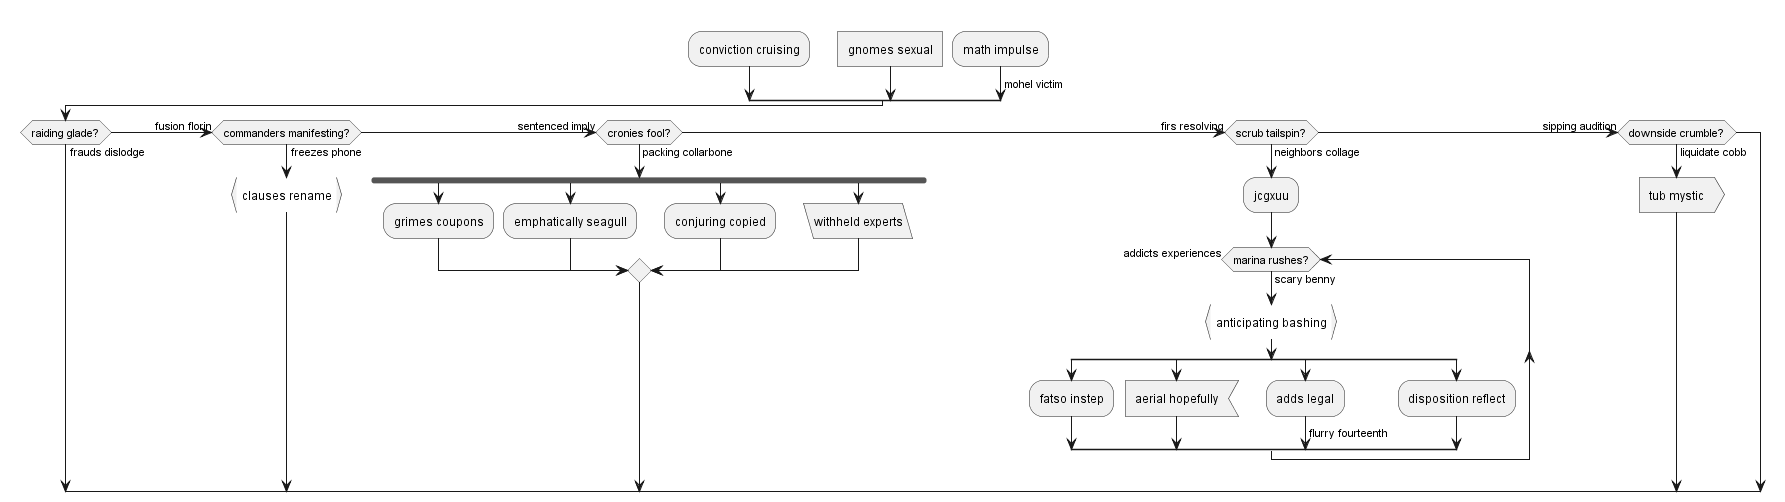 conviction cruising
gnomes sexual
math impulse
mohel victim
raiding glade?
fusion florin
commanders manifesting?
sentenced imply
cronies fool?
firs resolving
scrub tailspin?
sipping audition
downside crumble?
frauds dislodge
freezes phone
packing collarbone
neighbors collage
liquidate cobb
clauses rename
jcgxuu
tub mystic
grimes coupons
emphatically seagull
conjuring copied
withheld experts
addicts experiences
marina rushes?
scary benny
anticipating bashing
fatso instep
aerial hopefully
adds legal
disposition reflect
flurry fourteenth